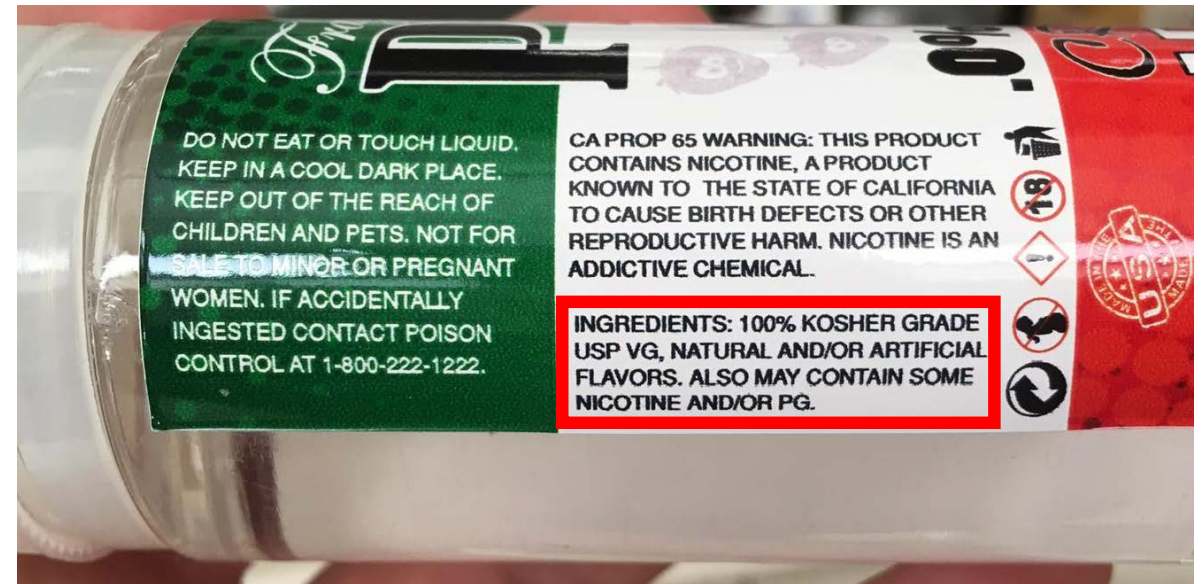 DO NOT EAT OR TOUCH LIQUID.
KEEP IN A COOL DARK PLACE.
KEEP OUT OF THE REACH OF
CHILDREN AND PETS. NOT FOR
SALE TO MINOR OR PREGNANT
WOMEN. IF ACCIDENTALLY
INGESTED CONTACT POISON
CONTROL AT 1-800-222-1222.
CA PROP 65 WARNING: THIS PRODUCT
CONTAINS NICOTINE, A PRODUCT
KNOWN TO THE STATE OF CALIFORNIA
TO CAUSE BIRTH DEFECTS OR OTHER
REPRODUCTIVE HARM. NICOTINE IS AN
ADDICTIVE CHEMICAL.
INGREDIENTS: 100% KOSHER GRADE
USP VG, NATURAL AND/OR ARTIFICIAL
FLAVORS. ALSO MAY CONTAIN SOME
NICOTINE AND/OR PG.
18
MADE IN THE
USA